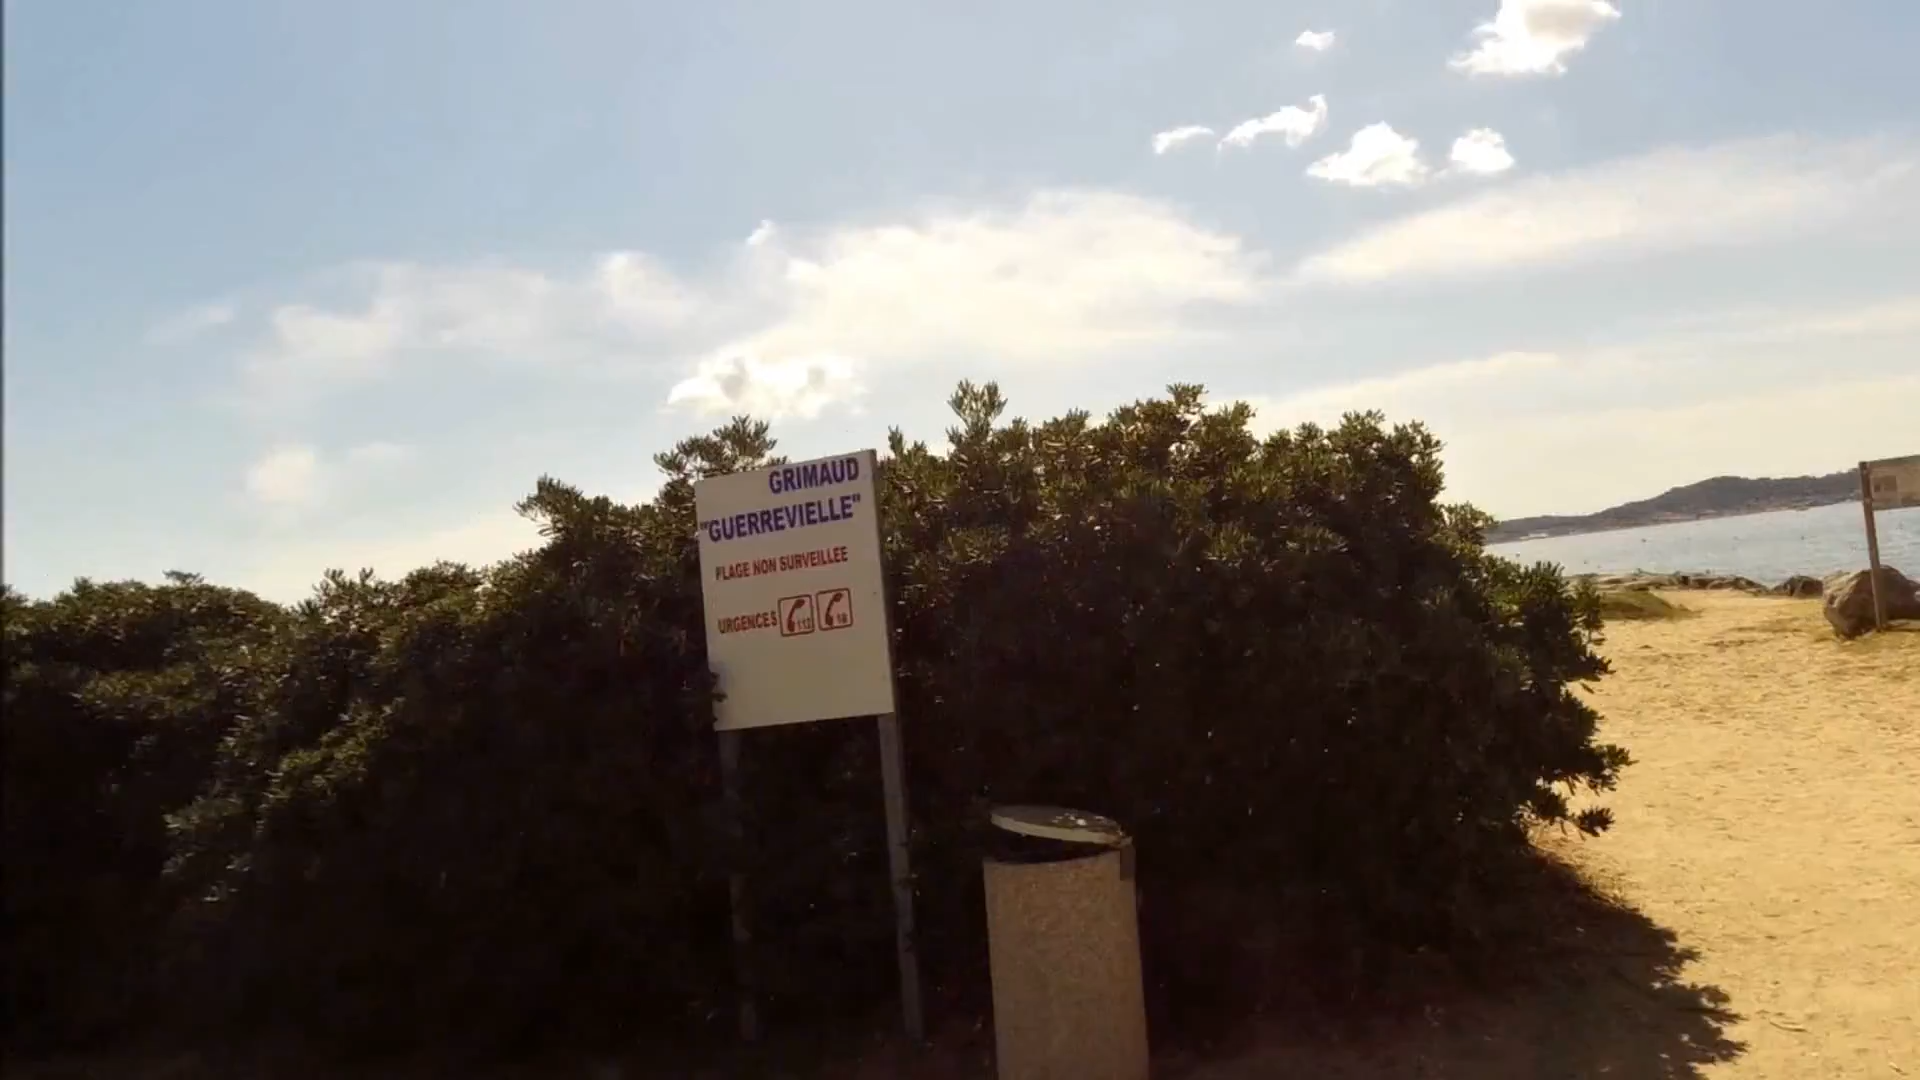 GRIMAUD
"GUERREVIELLE"
PLAGE NON SURVEILLEE
URGENCES 112 18